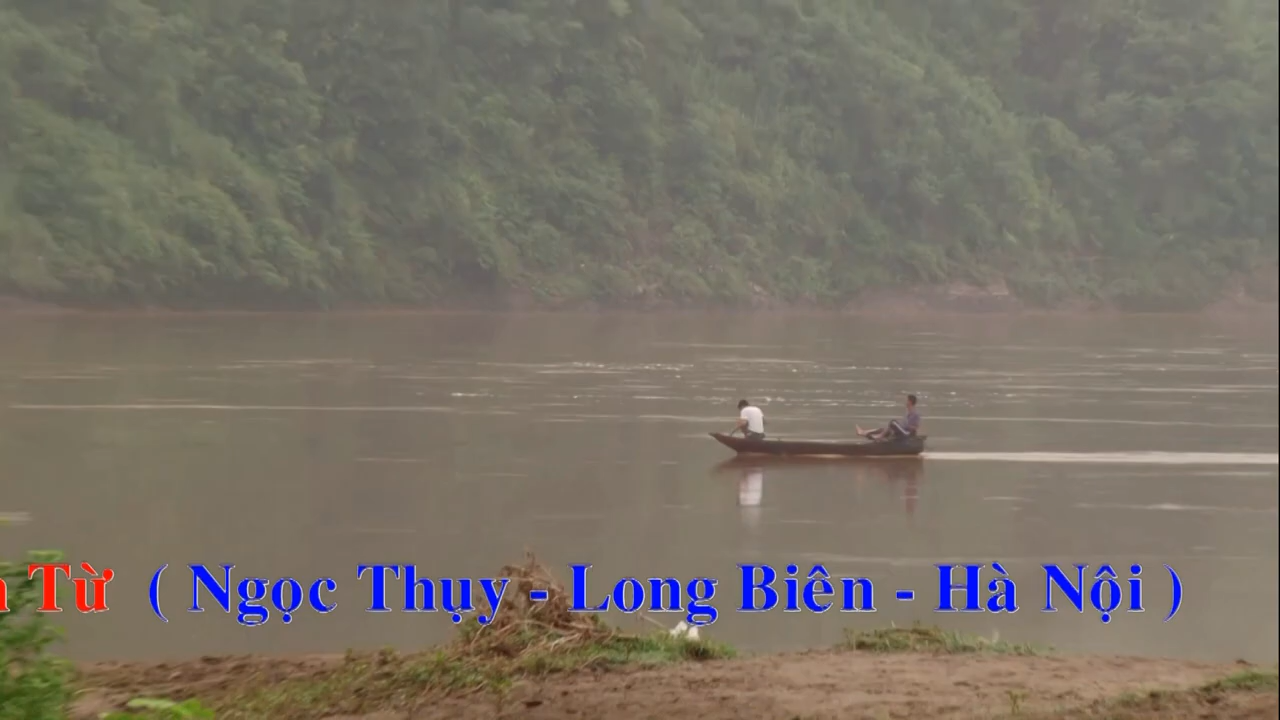 Từ ( Ngọc Thụy - Long Biên - Hà Nội )